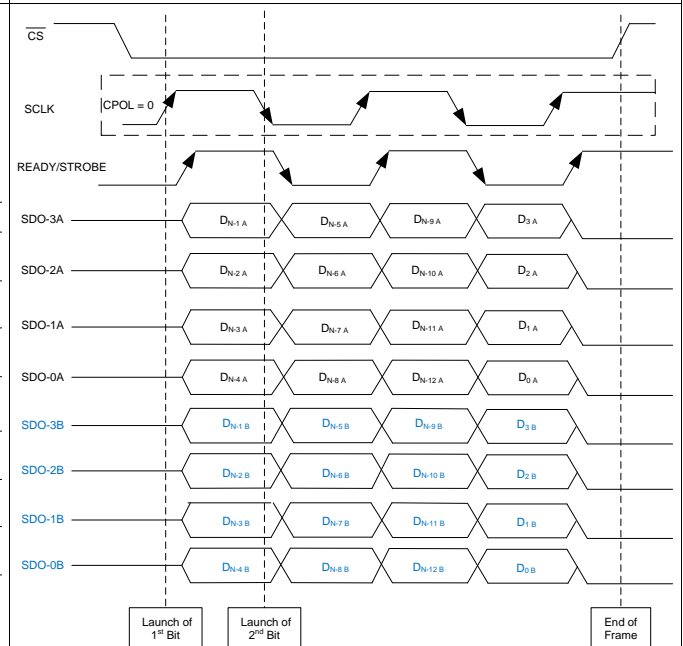 CS
SCLK
CPOL = 0
READY/STROBE
SDO-3A DN-1 A DN-5 A DN-9 A D3 A
SDO-2A DN-2 A DN-6 A DN-10 A D2 A
SDO-1A DN-3 A DN-7 A DN-11 A D1 A
SDO-0A DN-4 A DN-8 A DN-12 A D0 A
SDO-3B DN-1 B DN-5 B DN-9 B D3 B
SDO-2B DN-2 B DN-6 B DN-10 B D2 B
SDO-1B DN-3 B DN-7 B DN-11 B D1 B
SDO-0B DN-4 B DN-8 B DN-12 B D0 B
Launch of
1st Bit
Launch of
2nd Bit
End of
Frame